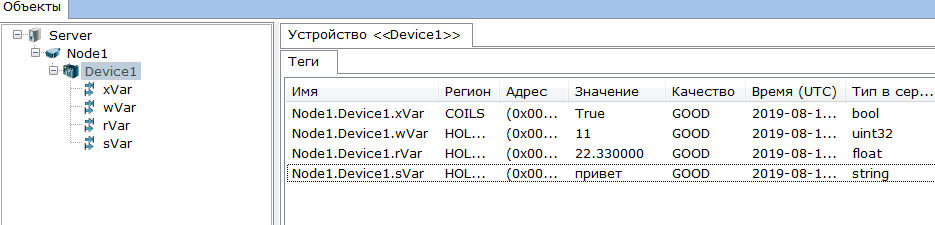 Объекты
Server
Node1
Device1
xVar
wVar
rVar
sVar
Устройство <<Device1>>
Теги
Имя Регион Адрес Значение Качество Время (UTC) Тип в сер...
Node1.Device1.xVar COILS (0x00... True GOOD 2019-08-1... bool
Node1.Device1.wVar HOL... (0x00... 11 GOOD 2019-08-1... uint32
Node1.Device1.rVar HOL... (0x00... 22.330000 GOOD 2019-08-1... float
Node1.Device1.sVar HOL... (0x00... привет GOOD 2019-08-1... string